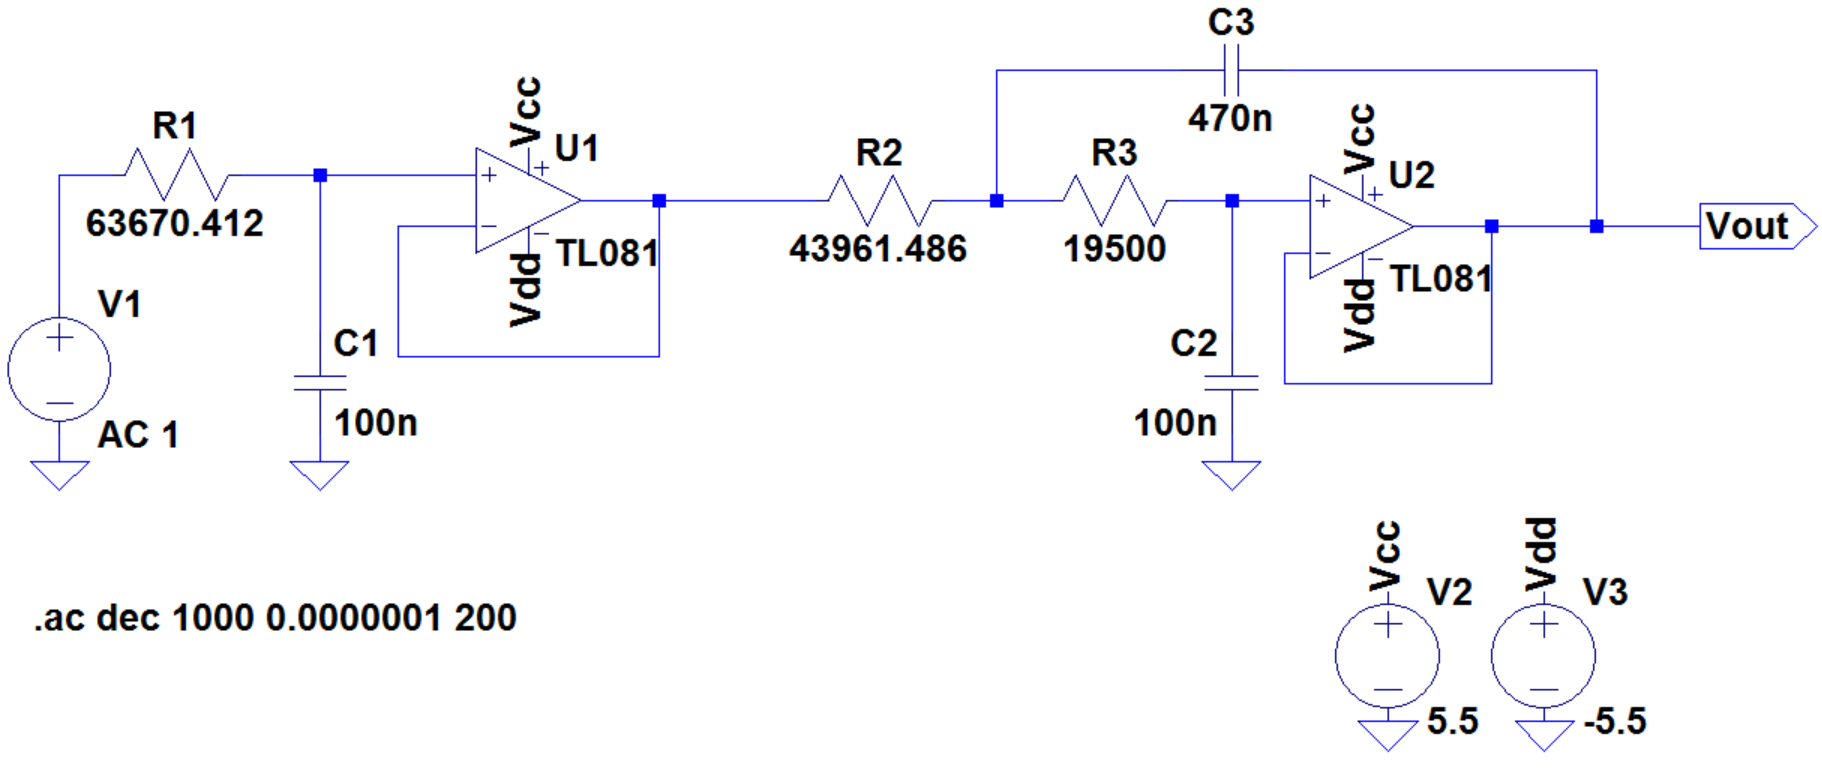 C3
470n
R1
63670.412
Vcc
U1
+
+
−
−
TL081
Vdd
R2
43961.486
R3
19500
Vcc
U2
+
+
−
−
TL081
Vdd
Vout
V1
+
−
AC 1
C1
100n
C2
100n
.ac dec 1000 0.0000001 200
Vcc
V2
+
−
5.5
Vdd
V3
+
−
-5.5